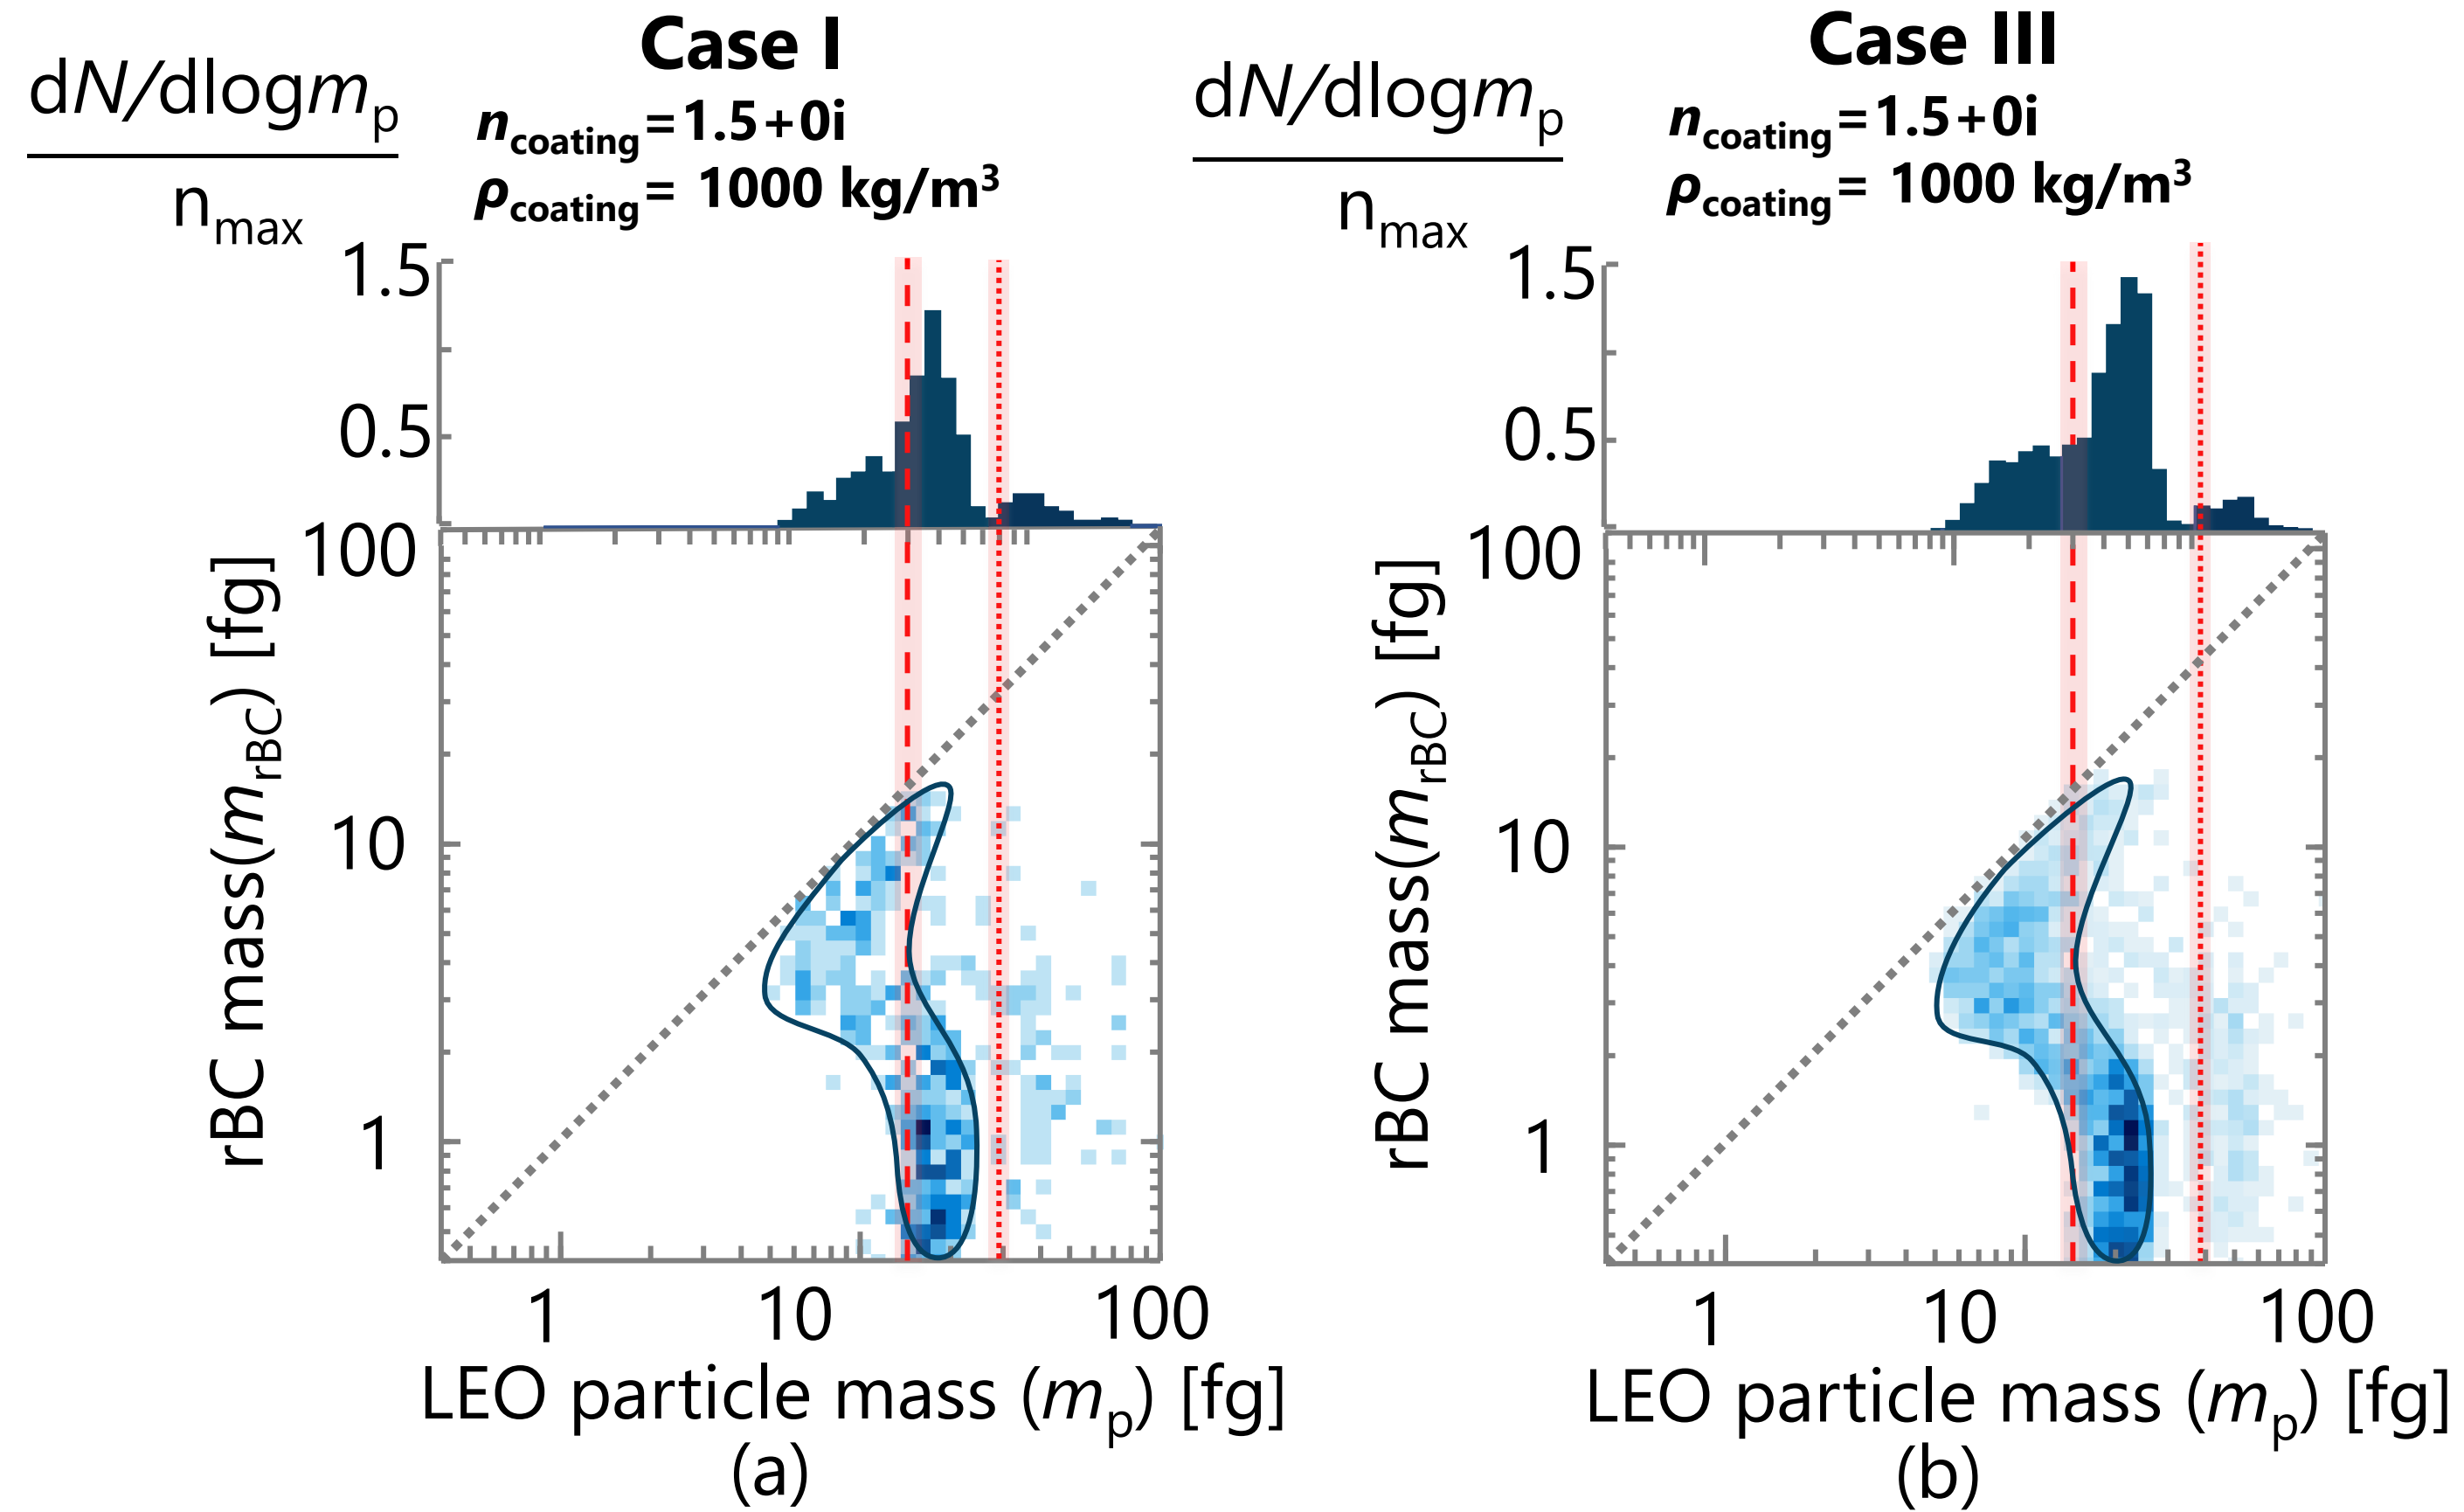 Case I
dN/dlogmp
nmax
ncoating=1.5+0i
ρcoating= 1000 kg/m3
1.5
0.5
100
10
1
rBC mass(mrBC) [fg]
1
10
100
LEO particle mass (mp) [fg]
(a)
Case III
dN/dlogmp
nmax
ncoating=1.5+0i
ρcoating= 1000 kg/m3
1.5
0.5
100
10
1
rBC mass(mrBC) [fg]
1
10
100
LEO particle mass (mp) [fg]
(b)